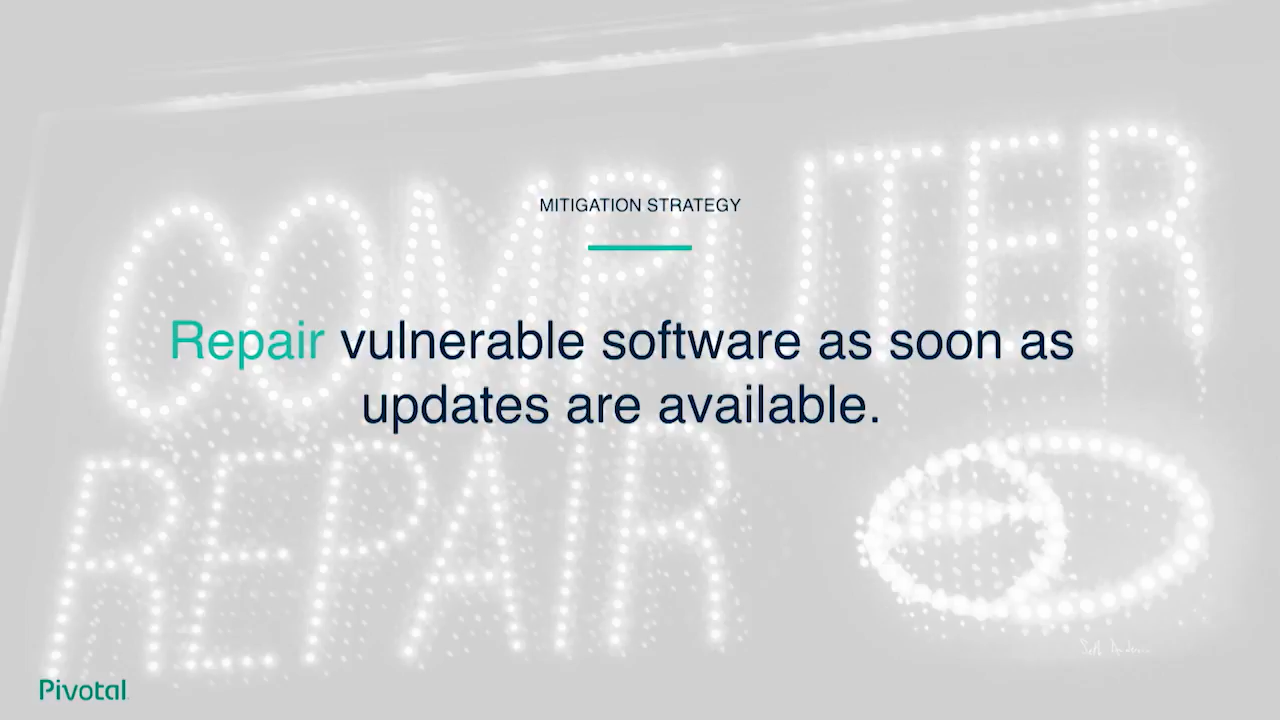 COMPUTER
MITIGATION STRATEGY
Repair vulnerable software as soon as
updates are available.
REPAIR
Pivotal